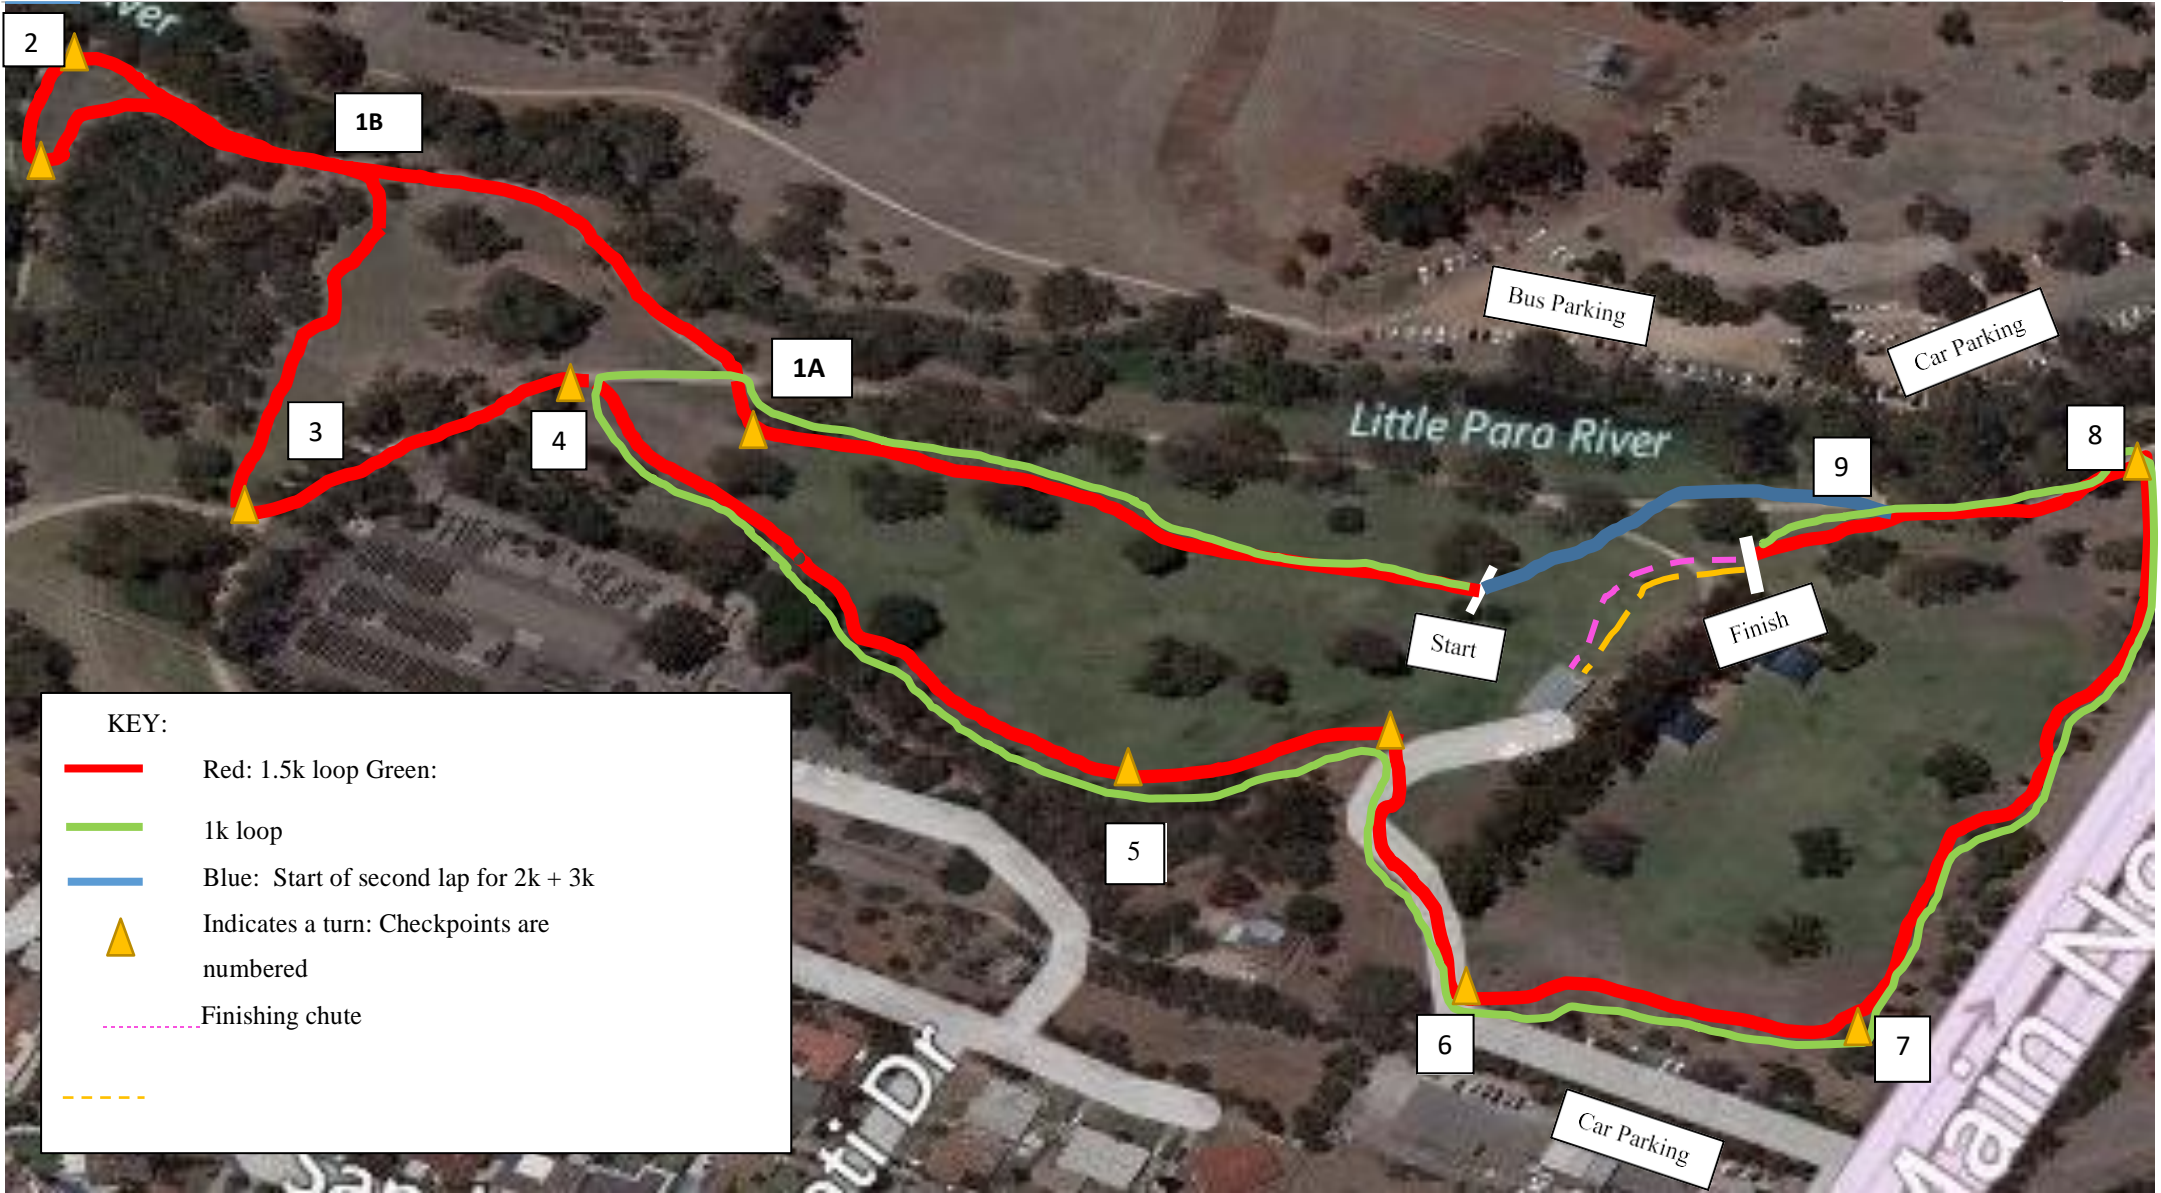 2
1B
1A
Bus Parking
Car Parking
Little Para River
3
4
9
8
Start
Finish
KEY:
Red: 1.5k loop Green:
1k loop
Blue: Start of second lap for 2k + 3k
Indicates a turn: Checkpoints are
numbered
Finishing chute
5
6
7
Car Parking